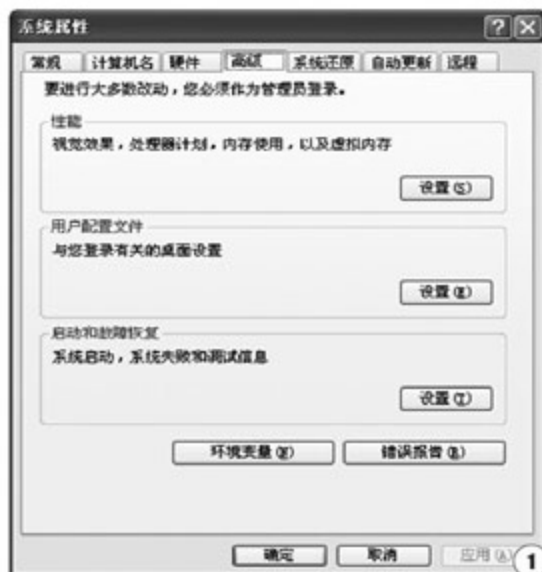 系统属性
常规 计算机名 硬件 高级 系统还原 自动更新 远程
要进行大多数改动，您必须作为管理员登录。
性能
视觉效果，处理器计划，内存使用，以及虚拟内存
设置(S)
用户配置文件
与您登录有关的桌面设置
设置(E)
启动和故障恢复
系统启动，系统失败和调试信息
设置(T)
环境变量(N) 错误报告(R)
确定 取消 应用(A)
1